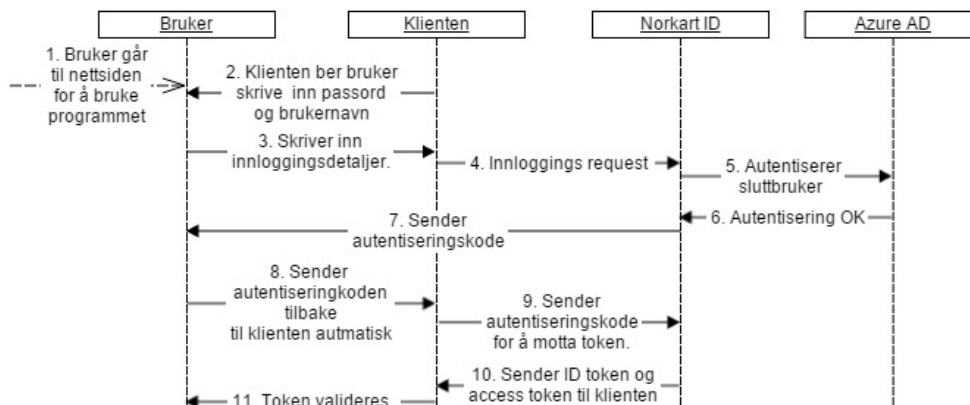 Bruker
Klienten
Norkart ID
Azure AD
1. Bruker går
til nettsiden
for å bruke
programmet
2. Klienten ber bruker
skrive inn passord
og brukernavn
3. Skriver inn
innloggingsdetaljer.
4. Innloggings request
5. Autentiserer
sluttbruker
6. Autentisering OK
7. Sender
autentiseringskode
8. Sender
autentiseringkoden
tilbake
til klienten autmatisk
9. Sender
autentiseringskode
for å motta token.
10. Sender ID token og
access token til klienten
11. Token valideres